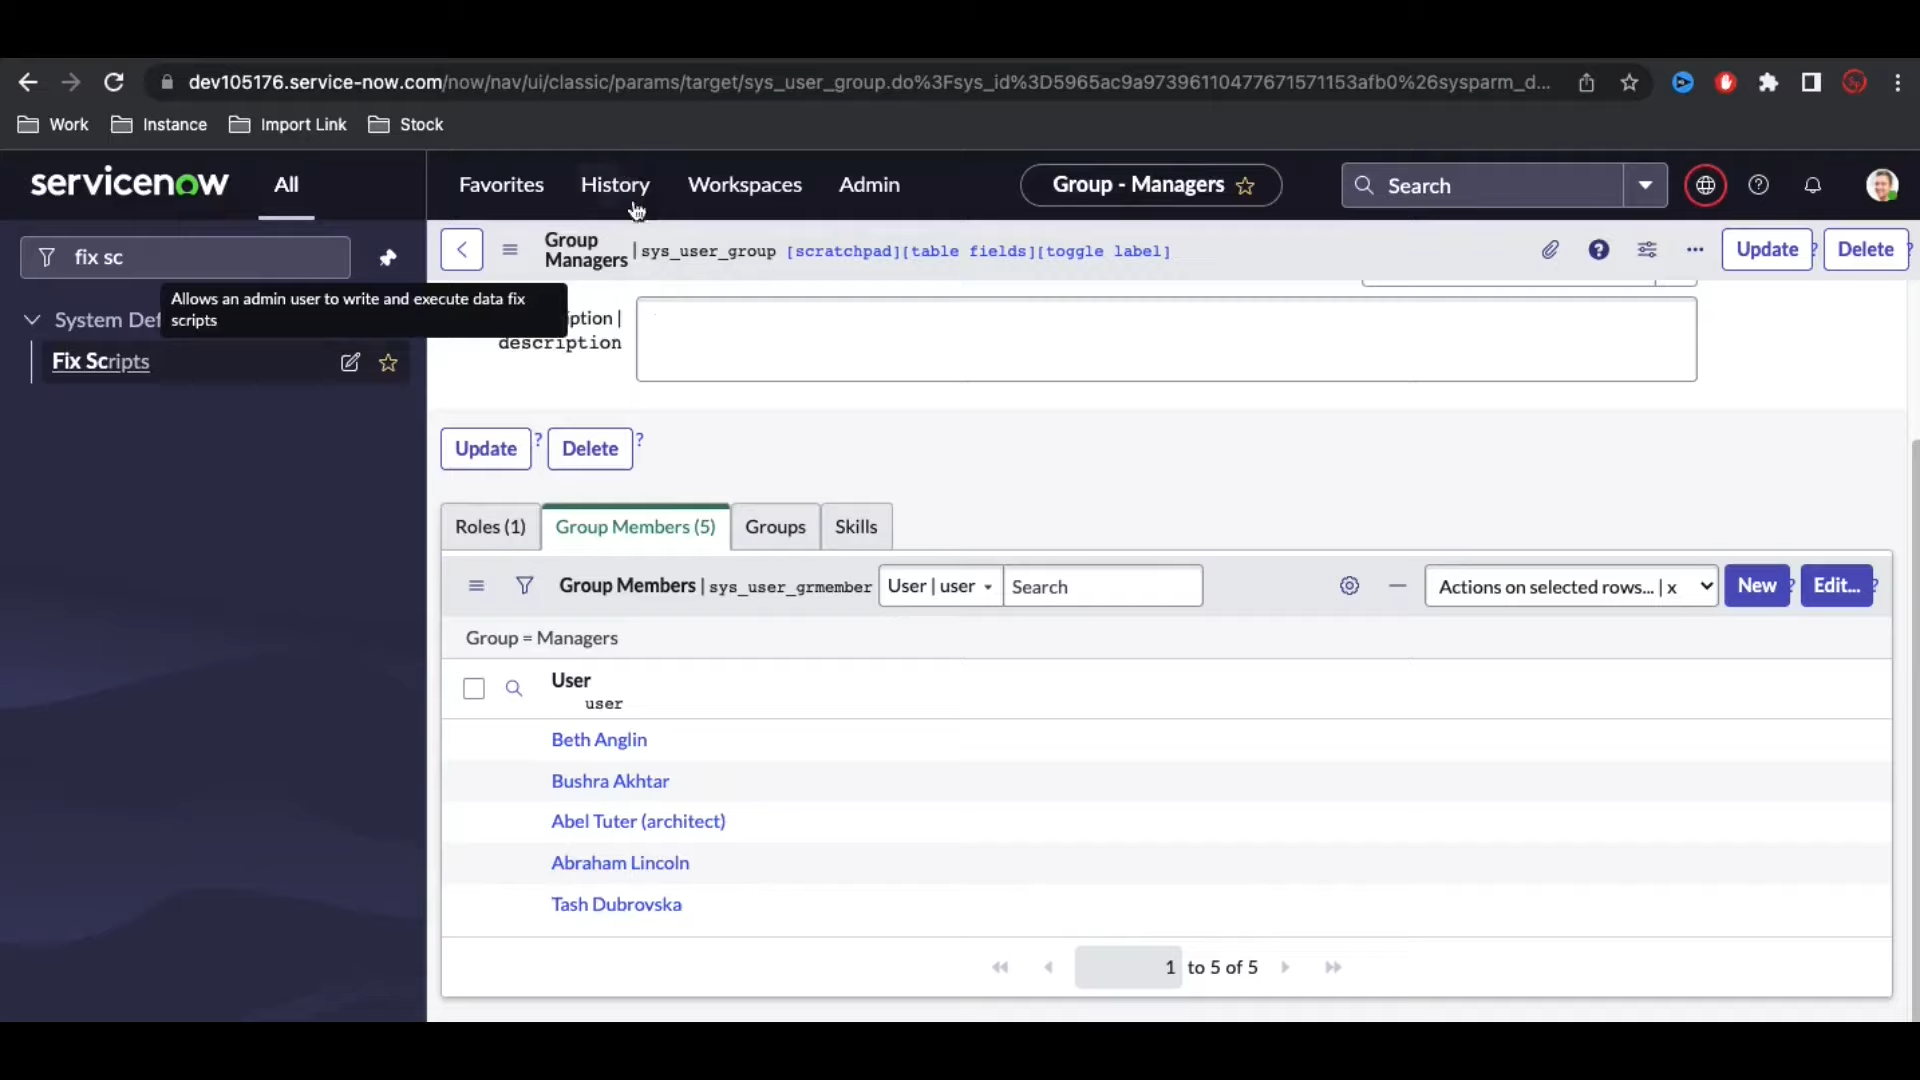 dev105176.service-now.com/now/nav/ui/classic/params/target/sys_user_group.do%3Fsys_id%3D5965ac9a97396110477671571153afb0%26sysparm_d...
Work Instance Import Link Stock
servicenow All Favorites History Workspaces Admin Group - Managers Search
fix sc
Group
Managers | sys_user_group [scratchpad][table fields][toggle label] ... Update ? Delete ?
Allows an admin user to write and execute data fix
scripts
System Def
Fix Scripts
ption |
description
Update ? Delete ?
Roles (1) Group Members (5) Groups Skills
Group Members | sys_user_grmember User | user Search Actions on selected rows... | x New ? Edit... ?
Group = Managers
User
user
Beth Anglin
Bushra Akhtar
Abel Tuter (architect)
Abraham Lincoln
Tash Dubrovska
1 to 5 of 5